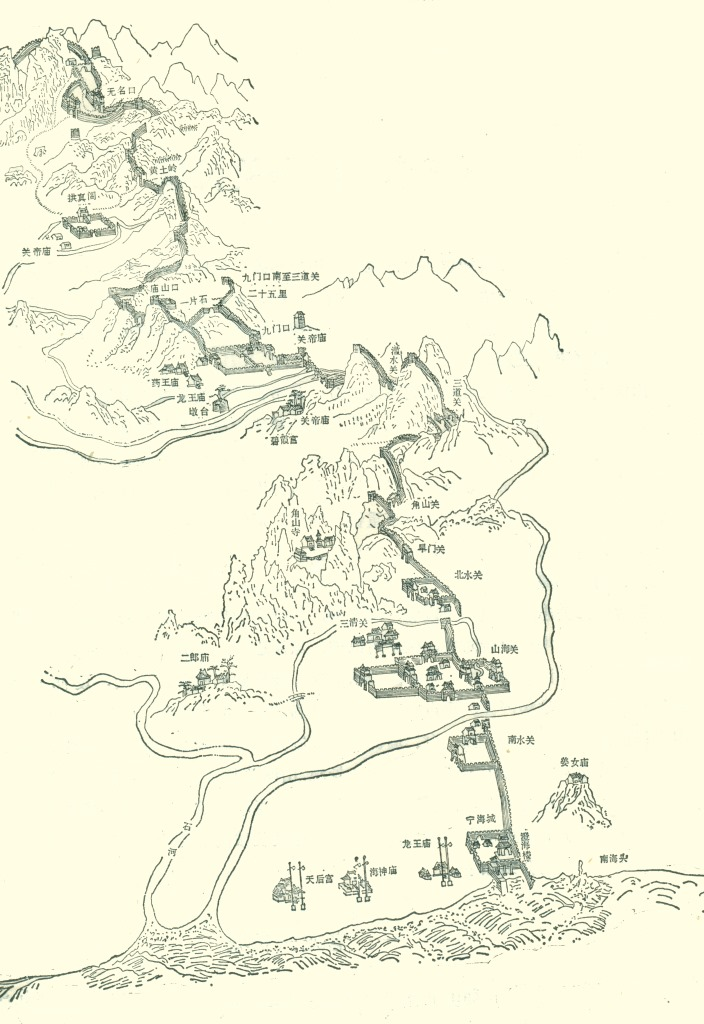 无名口
黄土岭
拱真阁
关帝庙
庙山口
一片石
九门口南至三道关
二十五里
九门口
关帝庙
药王庙
龙王庙
墩台
关帝庙
碧霞宫
滥水关
三道关
角山关
角山寺
旱门关
北水关
三清关
山海关
二郎庙
南水关
姜女庙
宁海城
澄海楼
龙王庙
南海头
海神庙
天后宫
石河